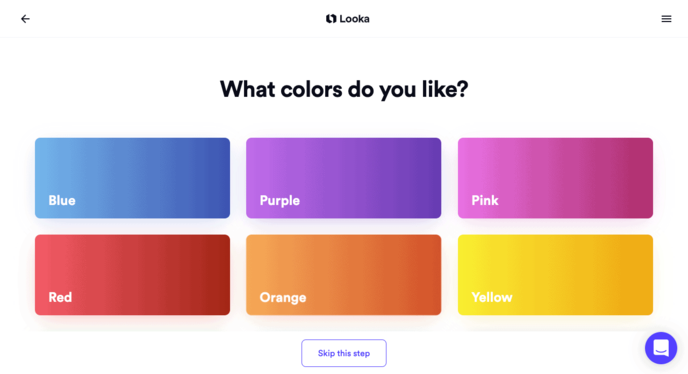 Looka
What colors do you like?
Blue
Purple
Pink
Red
Orange
Yellow
Skip this step